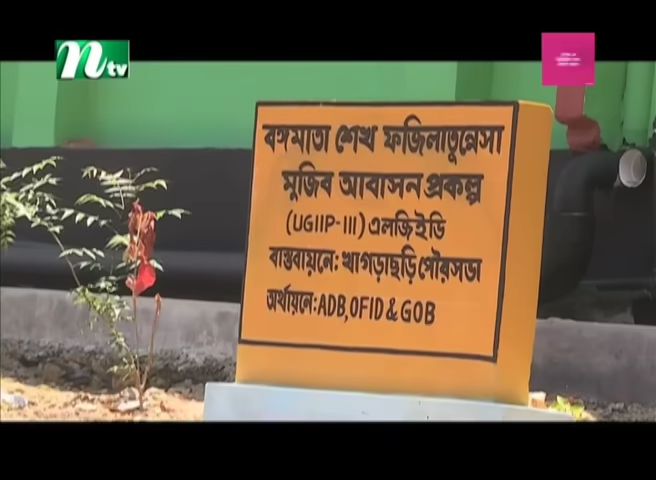 ntv
বঙ্গমাতা শেখ ফজিলাতুন্নেসা
মুজিব আবাসন প্রকল্প
(UGIIP-III) এলজিইডি
বাস্তবায়নে: খাগড়াছড়ি পৌরসভা
অর্থায়নে: ADB, OFID & GOB